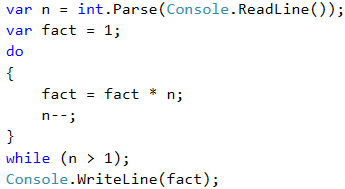 var n = int.Parse(Console.ReadLine());
var fact = 1;
do
{
    fact = fact * n;
    n--;
}
while (n > 1);
Console.WriteLine(fact);